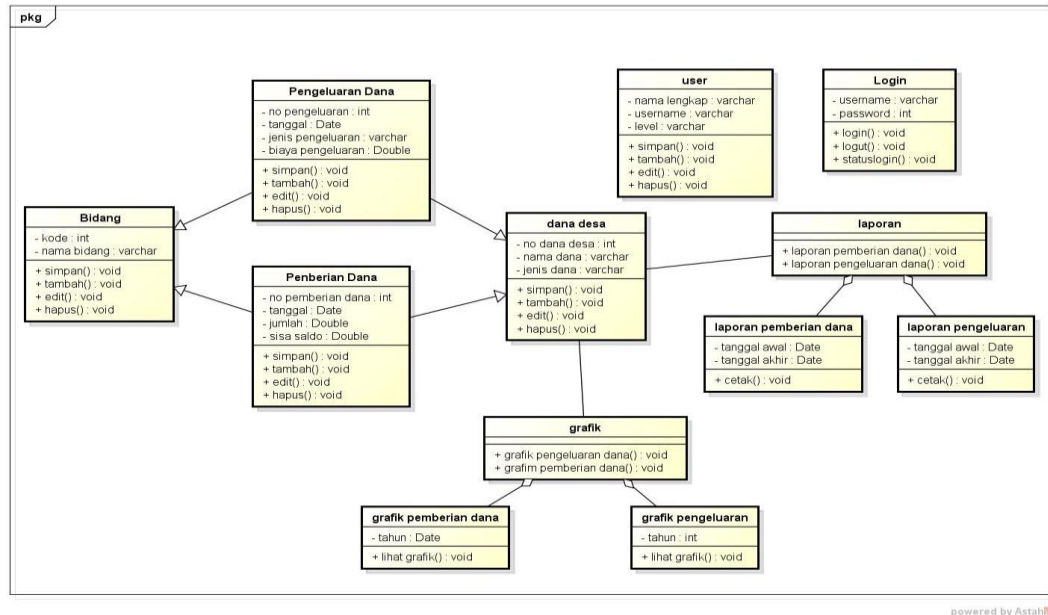 pkg
Pengeluaran Dana
- no pengeluaran : int
- tanggal : Date
- jenis pengeluaran : varchar
- biaya pengeluaran : Double
+ simpan() : void
+ tambah() : void
+ edit() : void
+ hapus() : void
user
- nama lengkap : varchar
- username : varchar
- level : varchar
+ simpan() : void
+ tambah() : void
+ edit() : void
+ hapus() : void
Login
- username : varchar
- password : int
+ login() : void
+ logut() : void
+ statuslogin() : void
Bidang
- kode : int
- nama bidang : varchar
+ simpan() : void
+ tambah() : void
+ edit() : void
+ hapus() : void
Penberian Dana
- no pemberian dana : int
- tanggal : Date
- jumlah : Double
- sisa saldo : Double
+ simpan() : void
+ tambah() : void
+ edit() : void
+ hapus() : void
dana desa
- no dana desa : int
- nama dana : varchar
- jenis dana : varchar
+ simpan() : void
+ tambah() : void
+ edit() : void
+ hapus() : void
laporan
+ laporan pemberian dana() : void
+ laporan pengeluaran dana() : void
laporan pemberian dana
- tanggal awal : Date
- tanggal akhir : Date
+ cetak() : void
laporan pengeluaran
- tanggal awal : Date
- tanggal akhir : Date
+ cetak() : void
grafik
+ grafik pengeluaran dana() : void
+ grafim pemberian dana() : void
grafik pemberian dana
- tahun : Date
+ lihat grafik() : void
grafik pengeluaran
- tahun : int
+ lihat grafik() : void
powered by Astah